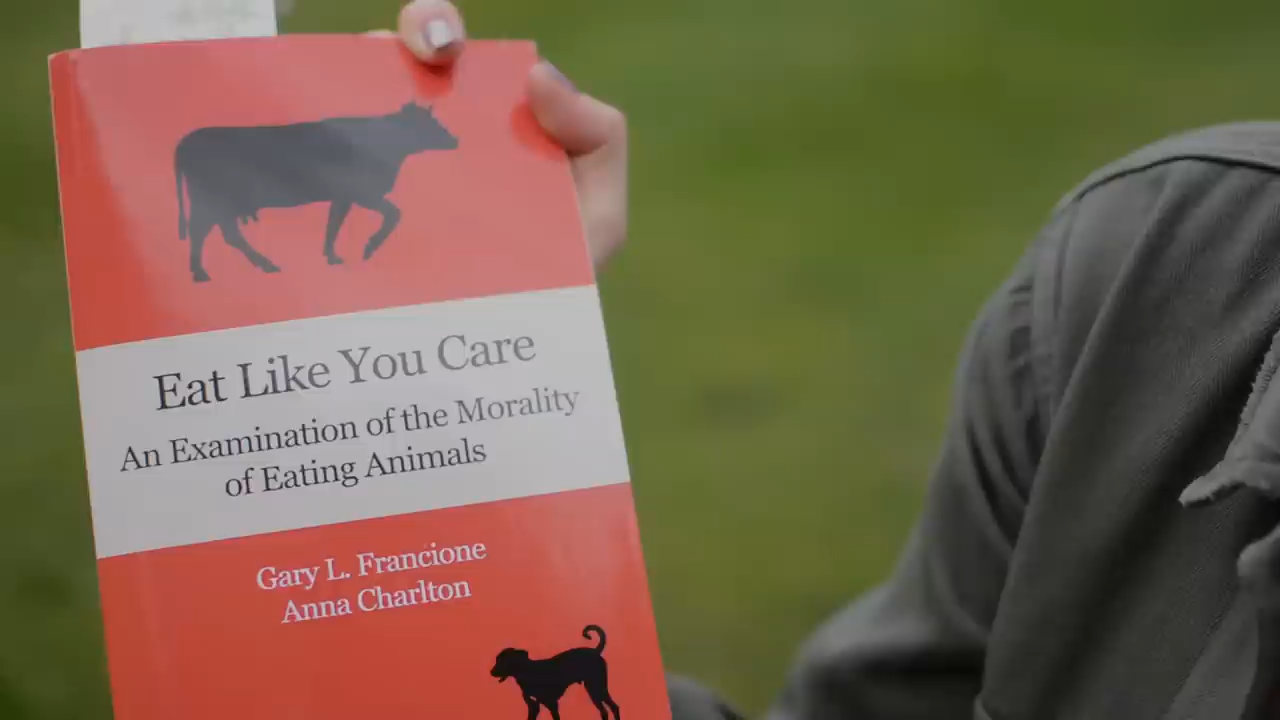 Eat Like You Care
An Examination of the Morality
of Eating Animals
Gary L. Francione
Anna Charlton